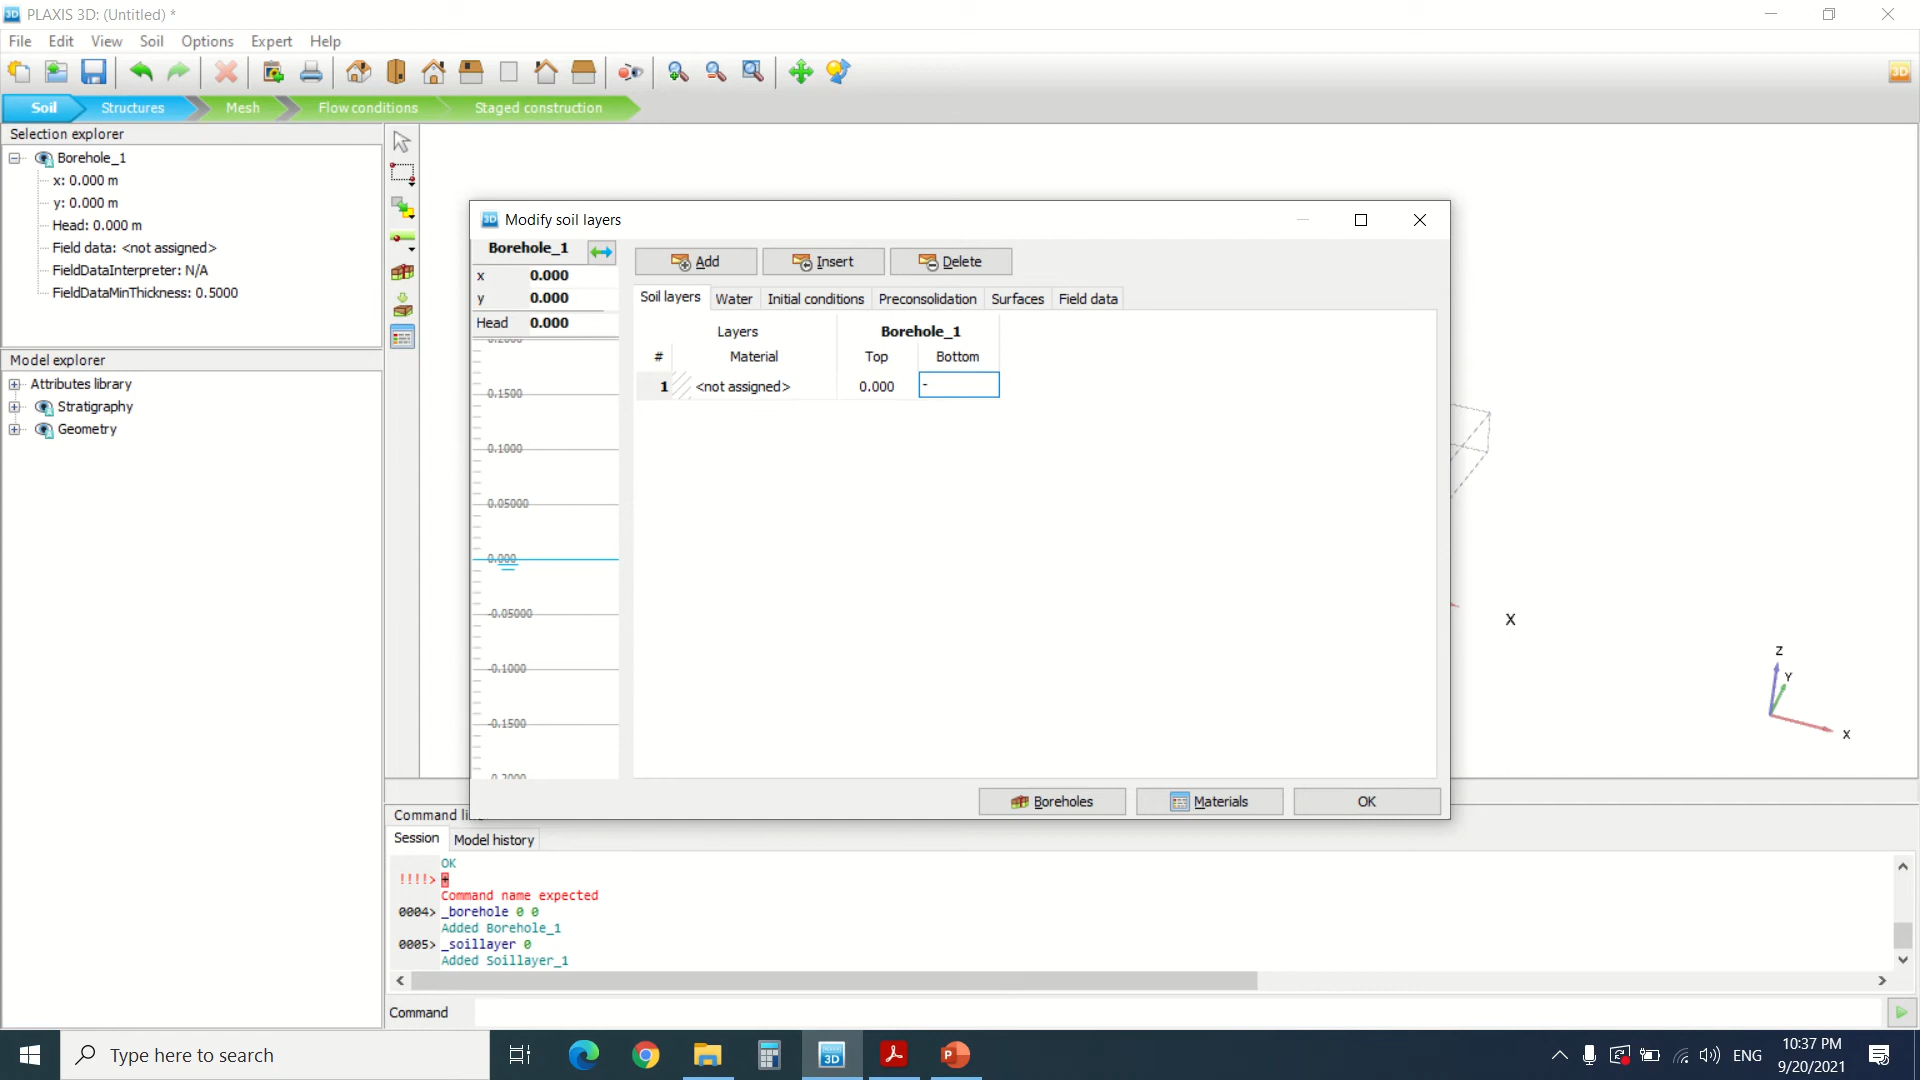 PLAXIS 3D: (Untitled) *
File Edit View Soil Options Expert Help
Soil Structures Mesh Flow conditions Staged construction
Selection explorer
Borehole_1
x: 0.000 m
y: 0.000 m
Head: 0.000 m
Field data: <not assigned>
FieldDataInterpreter: N/A
FieldDataMinThickness: 0.5000
Model explorer
Attributes library
Stratigraphy
Geometry
Modify soil layers
Borehole_1
x 0.000
y 0.000
Head 0.000
0.2000
0.1500
0.1000
0.05000
0.000
-0.05000
-0.1000
-0.1500
-0.2000
Add Insert Delete
Soil layers Water Initial conditions Preconsolidation Surfaces Field data
Layers Borehole_1
# Material Top Bottom
1 <not assigned> 0.000 -
Boreholes Materials OK
X
Z
Y
X
Command li
Session Model history
OK
!!!!> +
Command name expected
0004> _borehole 0 0
Added Borehole_1
0005> _soillayer 0
Added Soillayer_1
Command
Type here to search
ENG
10:37 PM
9/20/2021